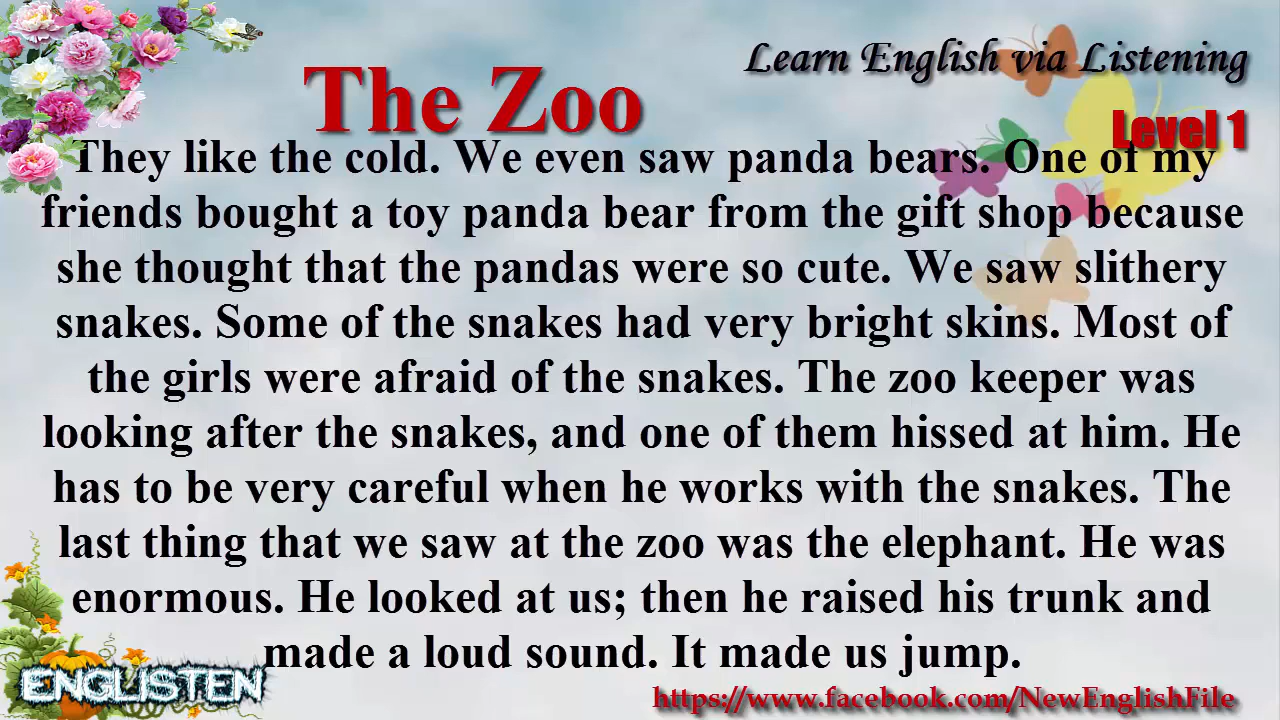 Learn English via Listening
The Zoo
Level 1
They like the cold. We even saw panda bears. One of my
friends bought a toy panda bear from the gift shop because
she thought that the pandas were so cute. We saw slithery
snakes. Some of the snakes had very bright skins. Most of
the girls were afraid of the snakes. The zoo keeper was
looking after the snakes, and one of them hissed at him. He
has to be very careful when he works with the snakes. The
last thing that we saw at the zoo was the elephant. He was
enormous. He looked at us; then he raised his trunk and
made a loud sound. It made us jump.
ENGLISTEN
https://www.facebook.com/NewEnglishFile